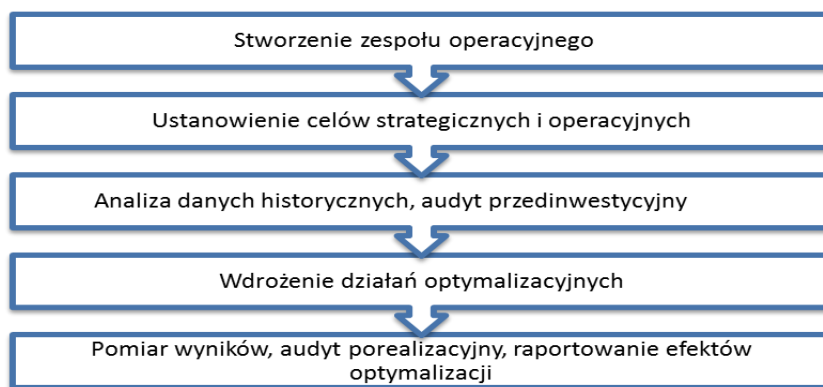 Stworzenie zespołu operacyjnego
Ustanowienie celów strategicznych i operacyjnych
Analiza danych historycznych, audyt przedinwestycyjny
Wdrożenie działań optymalizacyjnych
Pomiar wyników, audyt porealizacyjny, raportowanie efektów
optymalizacji